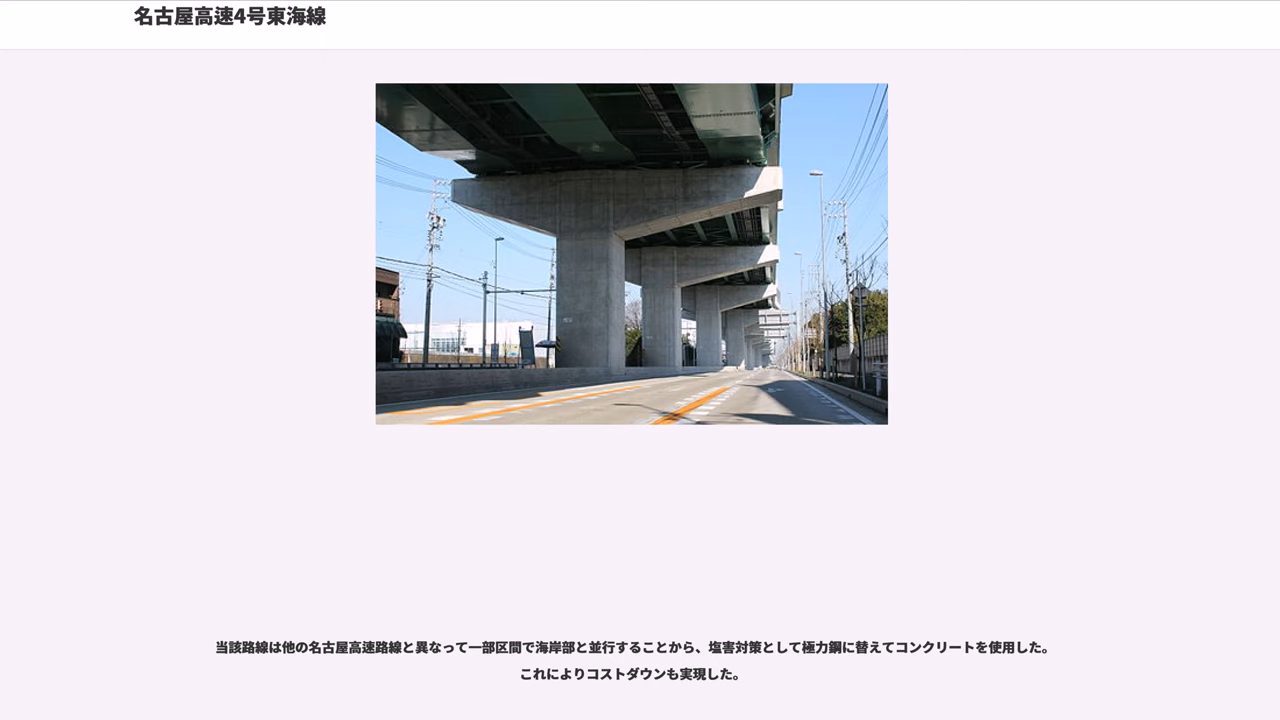 名古屋高速4号東海線
当該路線は他の名古屋高速路線と異なって一部区間で海岸部と並行することから、塩害対策として極力鋼に替えてコンクリートを使用した。
これによりコストダウンも実現した。